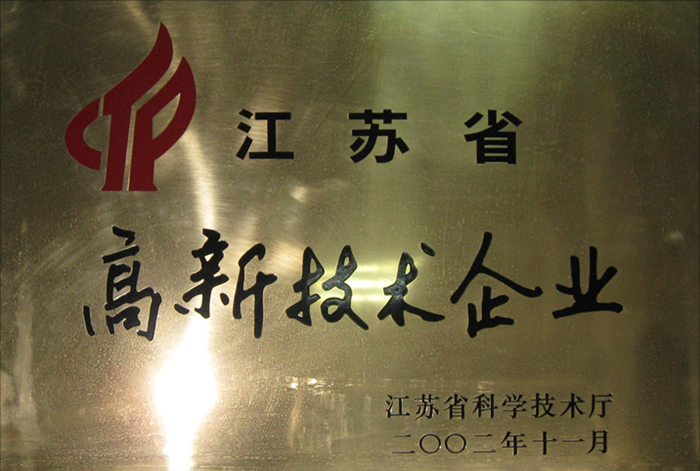 江苏省
高新技术企业
江苏省科学技术厅
二〇〇二年十一月